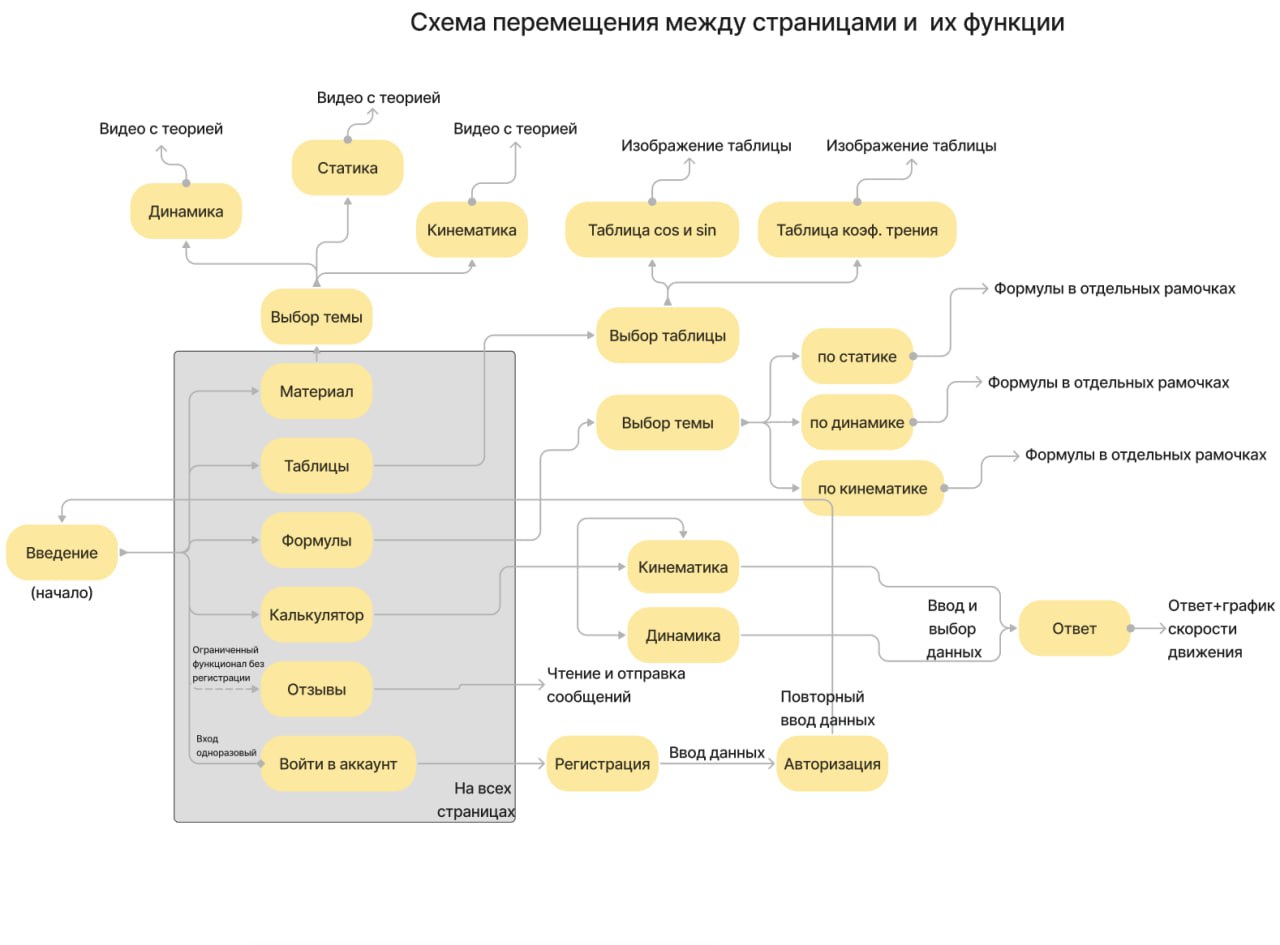 Схема перемещения между страницами и их функции
Видео с теорией
Видео с теорией
Видео с теорией
Изображение таблицы
Изображение таблицы
Статика
Динамика
Кинематика
Таблица cos и sin
Таблица коэф. трения
Формулы в отдельных рамочках
Выбор темы
Выбор таблицы
по статике
Формулы в отдельных рамочках
Материал
Выбор темы
по динамике
Формулы в отдельных рамочках
Таблицы
по кинематике
Введение
(начало)
Формулы
Кинематика
Калькулятор
Динамика
Ввод и
выбор
данных
Ответ
Ответ+график
скорости
движения
Ограниченный
функционал без
регистрации
Отзывы
Чтение и отправка
сообщений
Повторный
ввод данных
Вход
одноразовый
Войти в аккаунт
Регистрация
Ввод данных
Авторизация
На всех
страницах